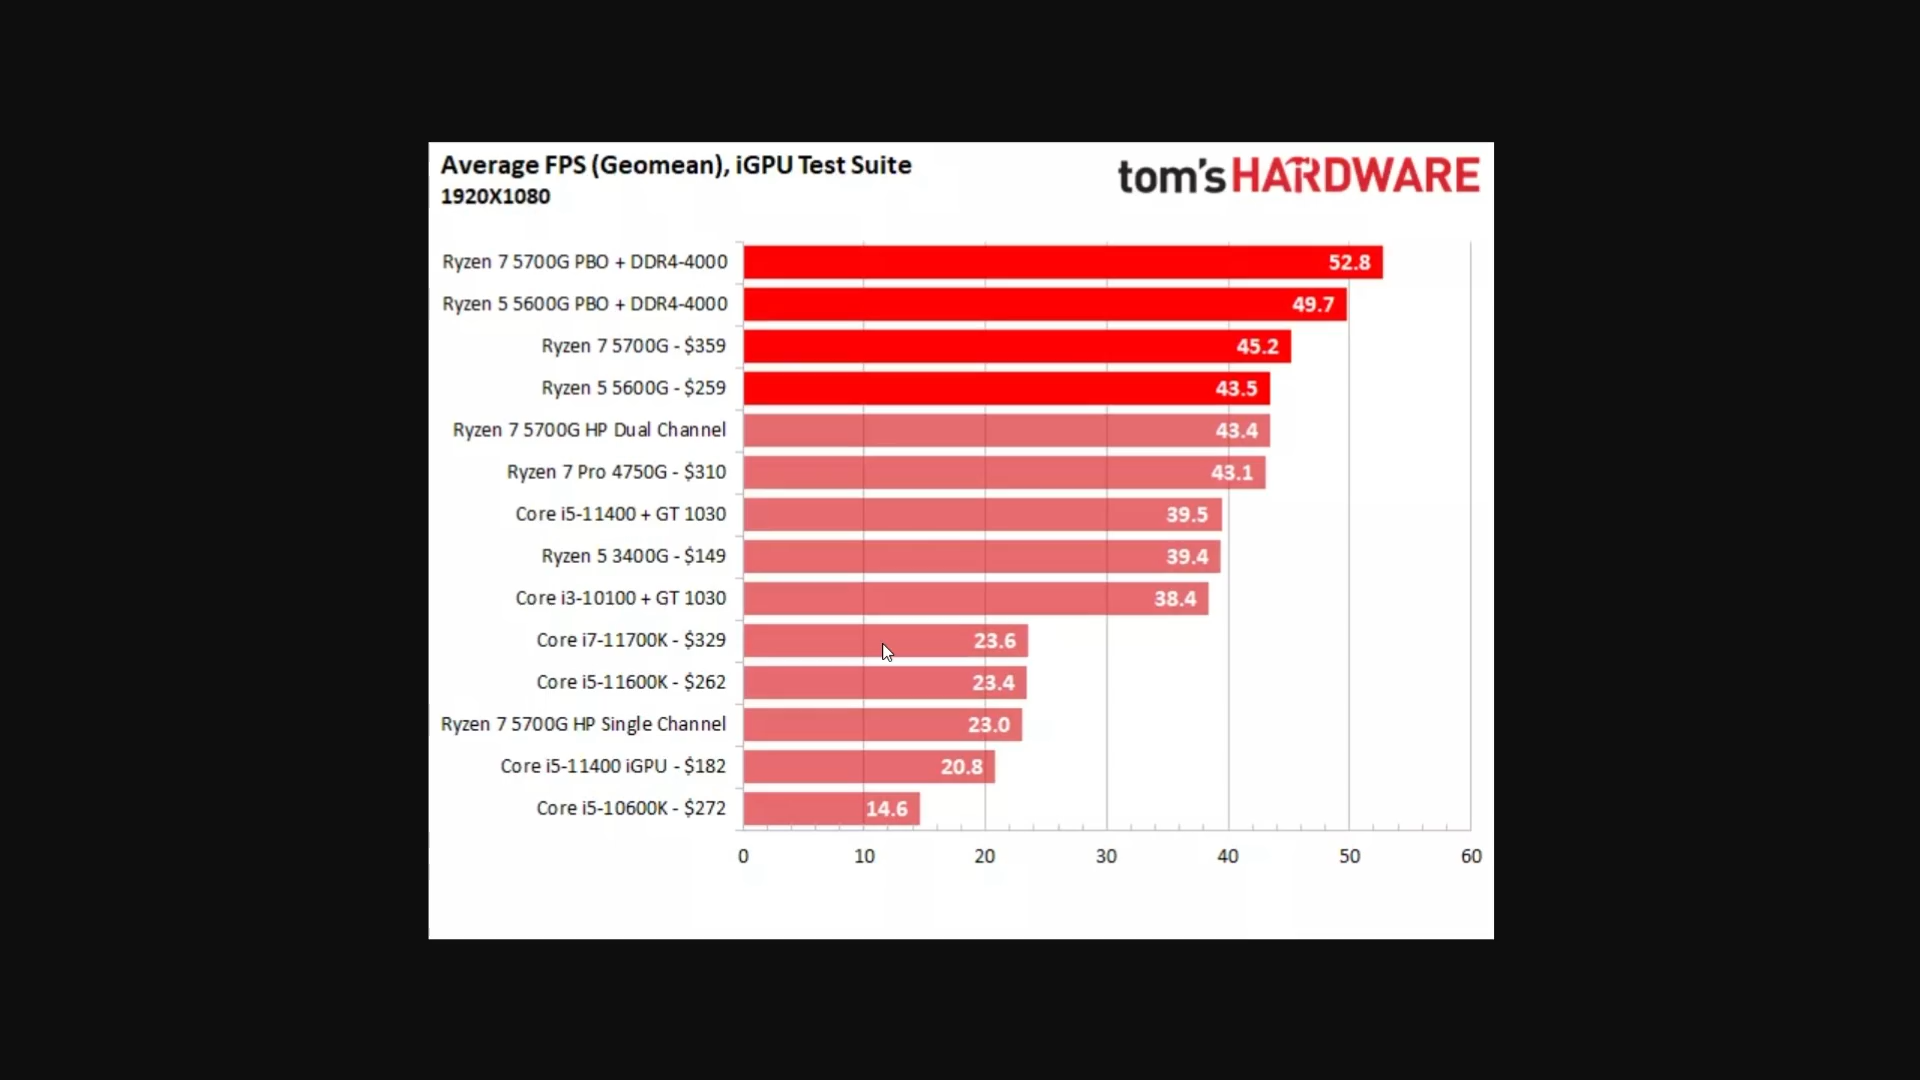 Average FPS (Geomean), iGPU Test Suite
1920X1080
tom's HARDWARE
Ryzen 7 5700G PBO + DDR4-4000 52.8
Ryzen 5 5600G PBO + DDR4-4000 49.7
Ryzen 7 5700G - $359 45.2
Ryzen 5 5600G - $259 43.5
Ryzen 7 5700G HP Dual Channel 43.4
Ryzen 7 Pro 4750G - $310 43.1
Core i5-11400 + GT 1030 39.5
Ryzen 5 3400G - $149 39.4
Core i3-10100 + GT 1030 38.4
Core i7-11700K - $329 23.6
Core i5-11600K - $262 23.4
Ryzen 7 5700G HP Single Channel 23.0
Core i5-11400 iGPU - $182 20.8
Core i5-10600K - $272 14.6
0 10 20 30 40 50 60